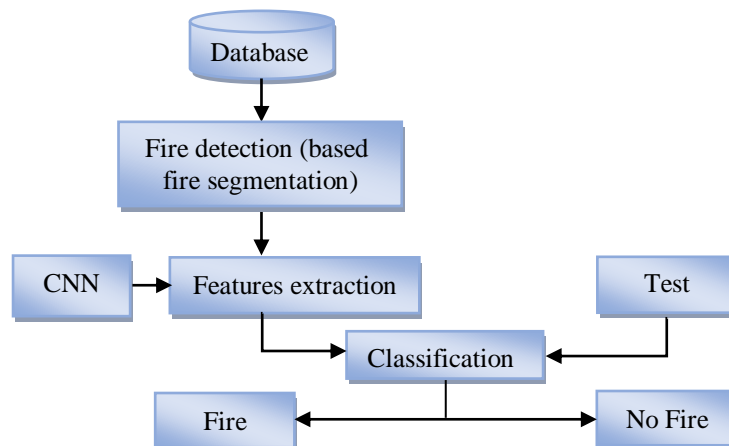 Database
Fire detection (based
fire segmentation)
CNN
Features extraction
Test
Classification
Fire
No Fire